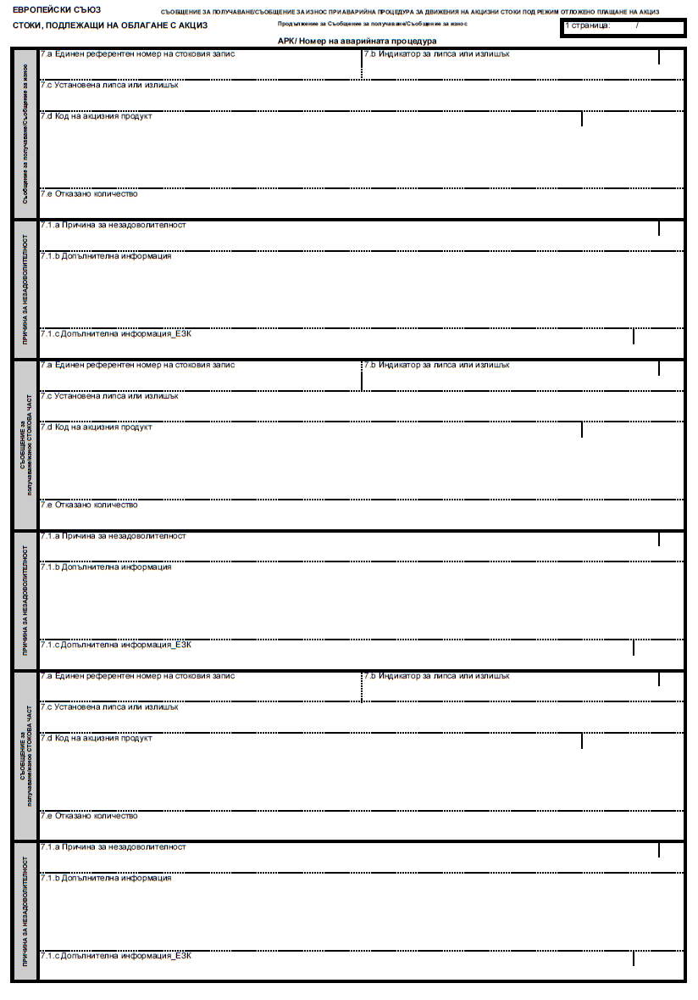 ЕВРОПЕЙСКИ СЪЮЗ
СЪОБЩЕНИЕ ЗА ПОЛУЧАВАНЕ/СЪОБЩЕНИЕ ЗА ИЗНОС ПРИ АВАРИЙНА ПРОЦЕДУРА ЗА ДВИЖЕНИЯ НА АКЦИЗНИ СТОКИ ПОД РЕЖИМ ОТЛОЖЕНО ПЛАЩАНЕ НА АКЦИЗ
СТОКИ, ПОДЛЕЖАЩИ НА ОБЛАГАНЕ С АКЦИЗ
Продължение за Съобщение за получаване/Съобщение за износ
1 страница: /
АРК/ Номер на аварийната процедура
Съобщение за получаване/Съобщение за износ
7.a Единен референтен номер на стоковия запис
7.b Индикатор за липса или излишък
7.c Установена липса или излишък
7.d Код на акцизния продукт
7.e Отказано количество
ПРИЧИНА ЗА НЕЗАДОВОЛИТЕЛНОСТ
7.1.a Причина за незадоволителност
7.1.b Допълнителна информация
7.1.c Допълнителна информация_ЕЗК
СЪОБЩЕНИЕ за
получаване/износ СТОКОВА ЧАСТ
7.a Единен референтен номер на стоковия запис
7.b Индикатор за липса или излишък
7.c Установена липса или излишък
7.d Код на акцизния продукт
7.e Отказано количество
ПРИЧИНА ЗА НЕЗАДОВОЛИТЕЛНОСТ
7.1.a Причина за незадоволителност
7.1.b Допълнителна информация
7.1.c Допълнителна информация_ЕЗК
СЪОБЩЕНИЕ за
получаване/износ СТОКОВА ЧАСТ
7.a Единен референтен номер на стоковия запис
7.b Индикатор за липса или излишък
7.c Установена липса или излишък
7.d Код на акцизния продукт
7.e Отказано количество
ПРИЧИНА ЗА НЕЗАДОВОЛИТЕЛНОСТ
7.1.a Причина за незадоволителност
7.1.b Допълнителна информация
7.1.c Допълнителна информация_ЕЗК